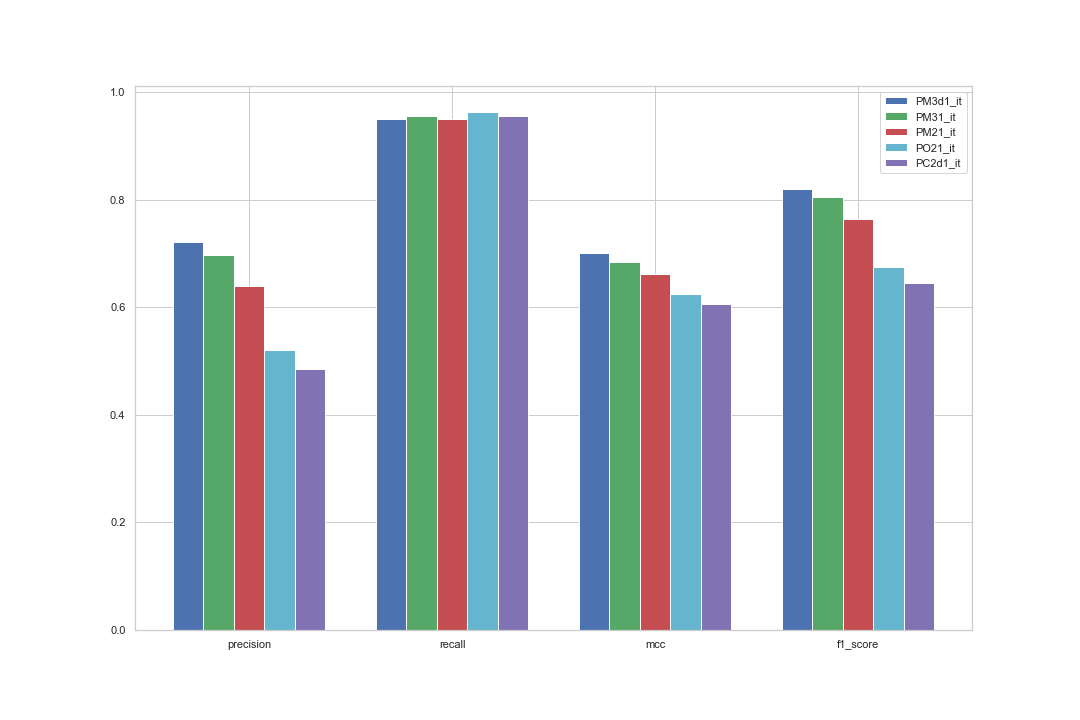 1.0
0.8
0.6
0.4
0.2
0.0
precision
recall
mcc
f1_score
PM3d1_it
PM31_it
PM21_it
PO21_it
PC2d1_it